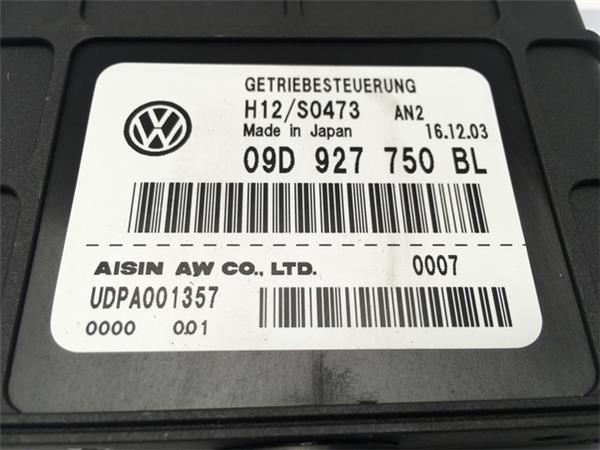 GETRIEBESTEUERUNG
H12/S0473 AN2
Made in Japan 16.12.03
09D 927 750 BL
AISIN AW CO., LTD. 0007
UDPA001357
0000 001